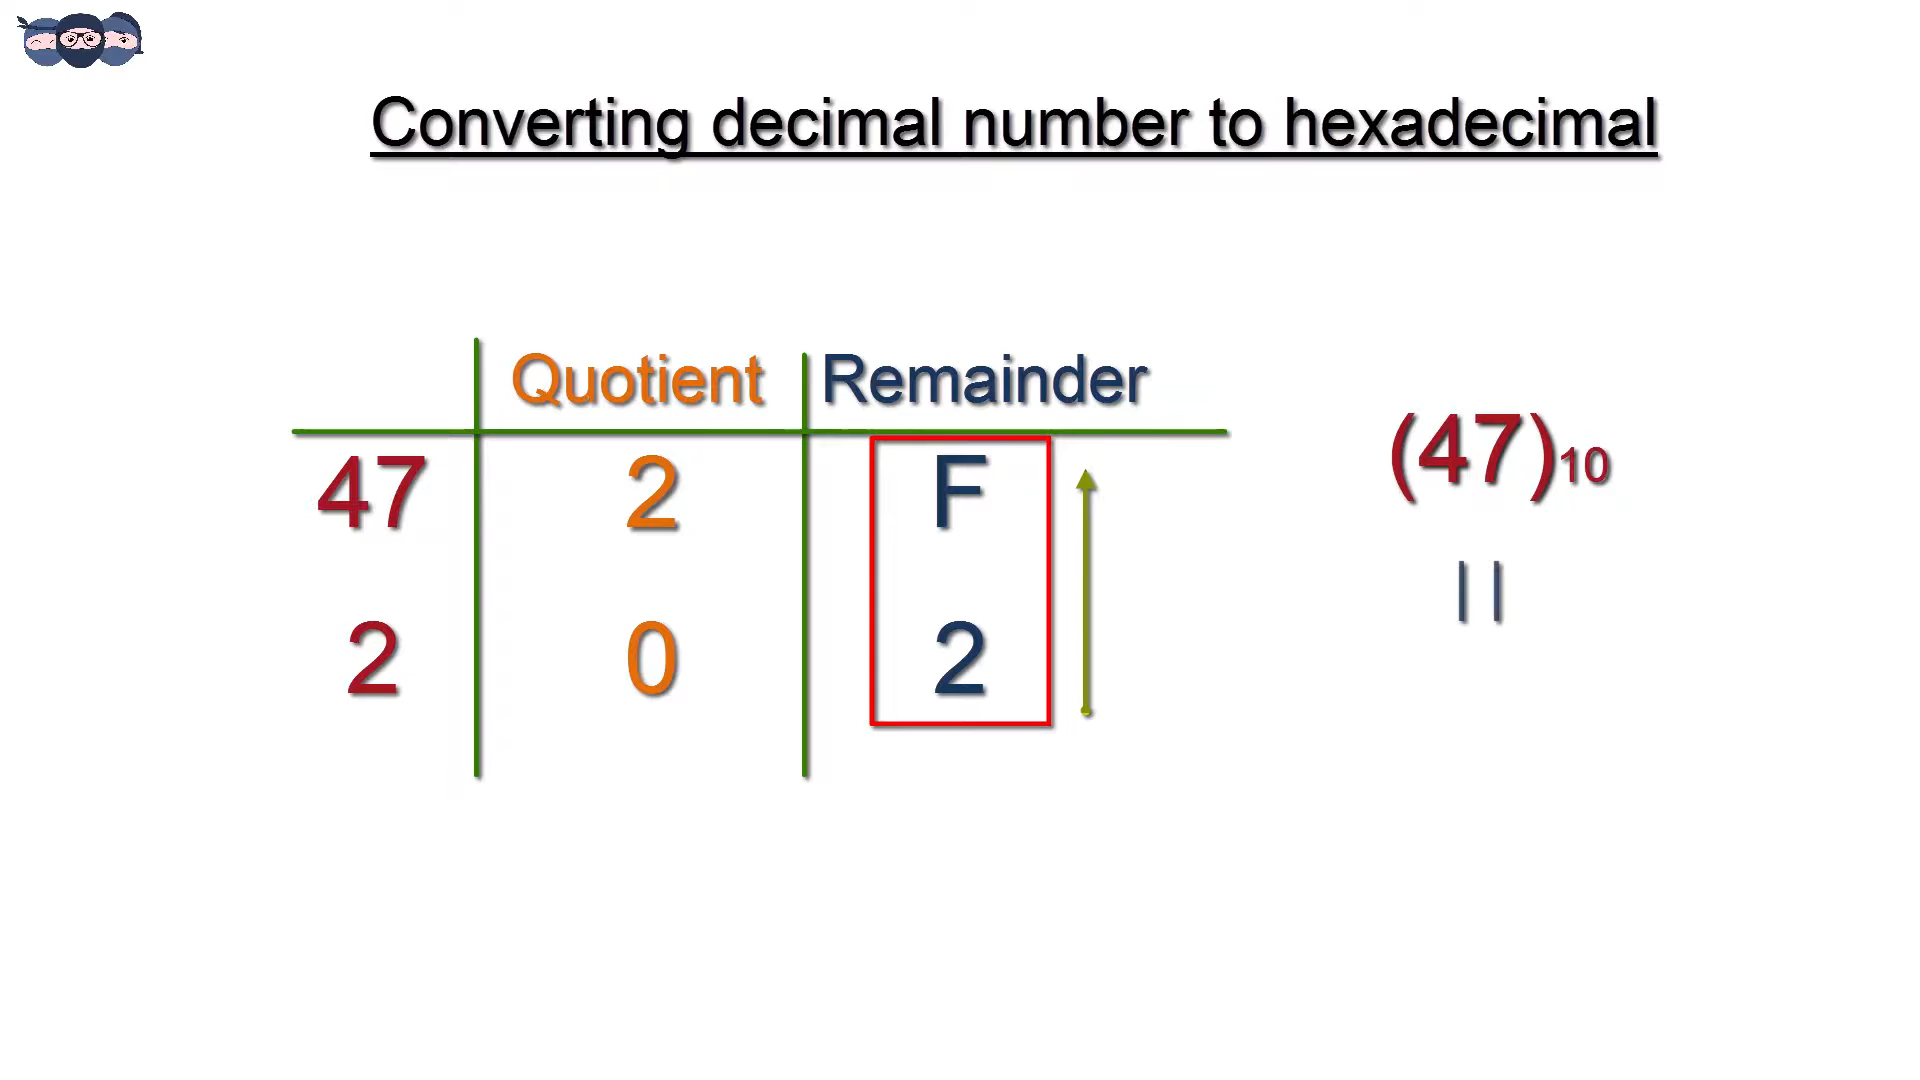 Converting decimal number to hexadecimal
Quotient Remainder
47 2 F
2 0 2
(47)10
||